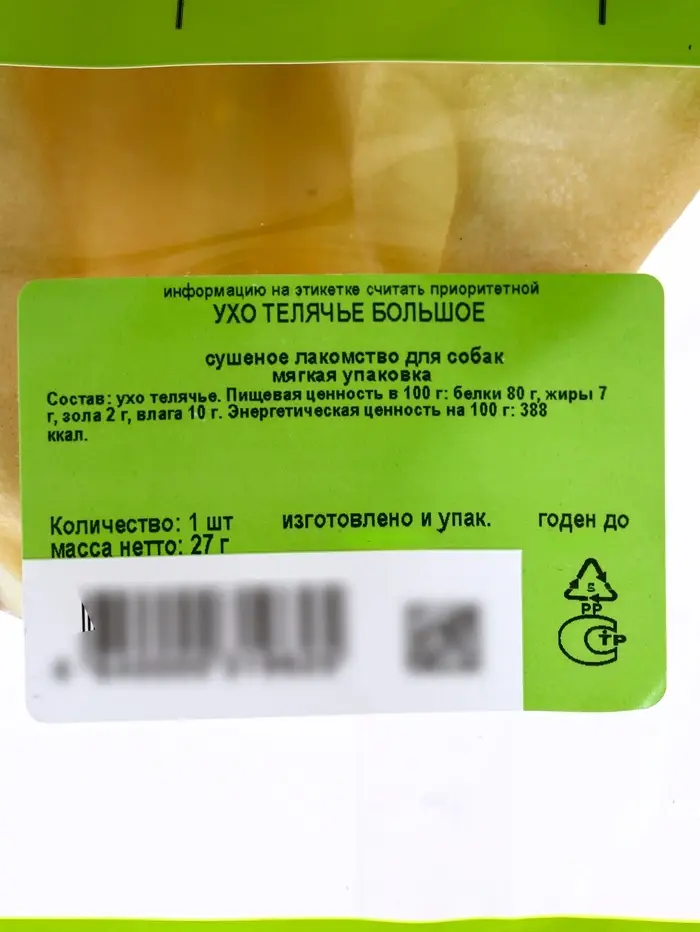 информацию на этикетке считать приоритетной
УХО ТЕЛЯЧЬЕ БОЛЬШОЕ
сушеное лакомство для собак
мягкая упаковка
Состав: ухо телячье. Пищевая ценность в 100 г: белки 80 г, жиры 7
г, зола 2 г, влага 10 г. Энергетическая ценность на 100 г: 388
ккал.
Количество: 1 шт изготовлено и упак. годен до
масса нетто: 27 г
5
PP